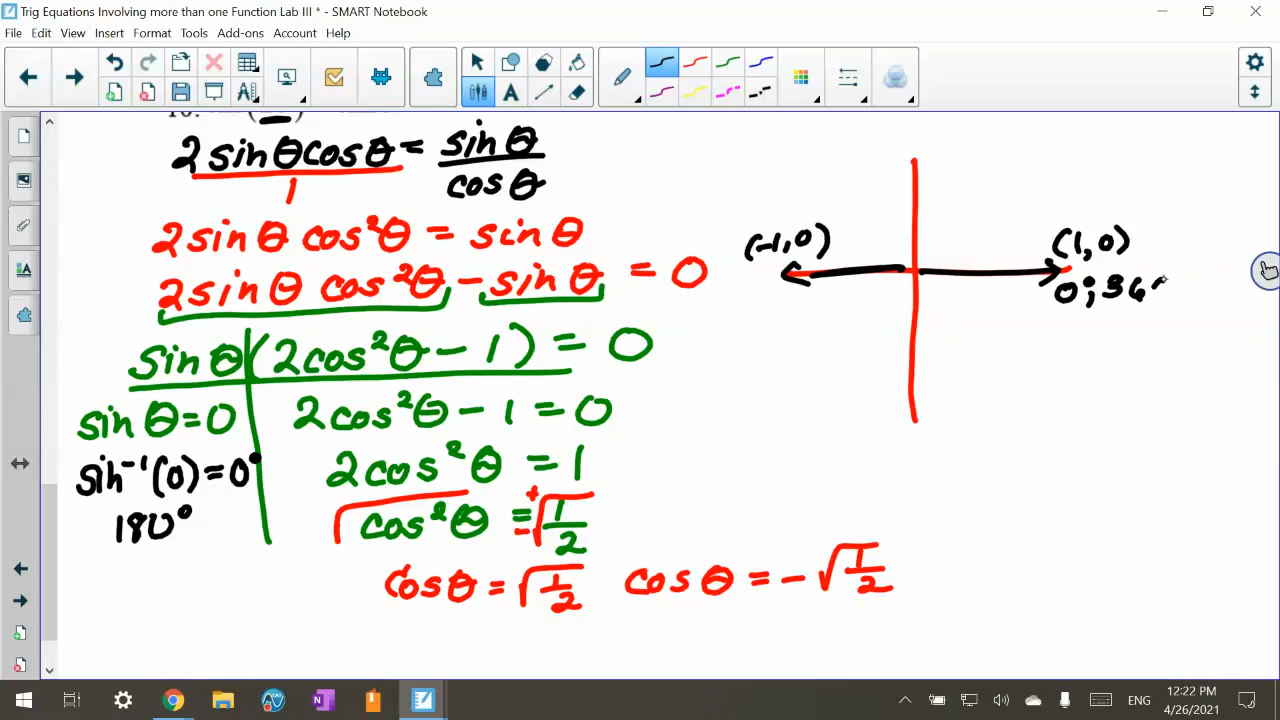 Trig Equations Involving more than one Function Lab III * - SMART Notebook
File Edit View Insert Format Tools Add-ons Account Help
2sinθcosθ = sinθ/cosθ
1
2sinθ cos²θ = sinθ
2sinθ cos²θ - sinθ = 0
sinθ(2cos²θ - 1) = 0
sinθ=0 2cos²θ - 1 = 0
sin⁻¹(0)=0° 2cos²θ = 1
180° √cos²θ = ±√1/2
cosθ = √1/2 cosθ = -√1/2
(-1,0) (1,0)
0;36
ENG
12:22 PM
4/26/2021